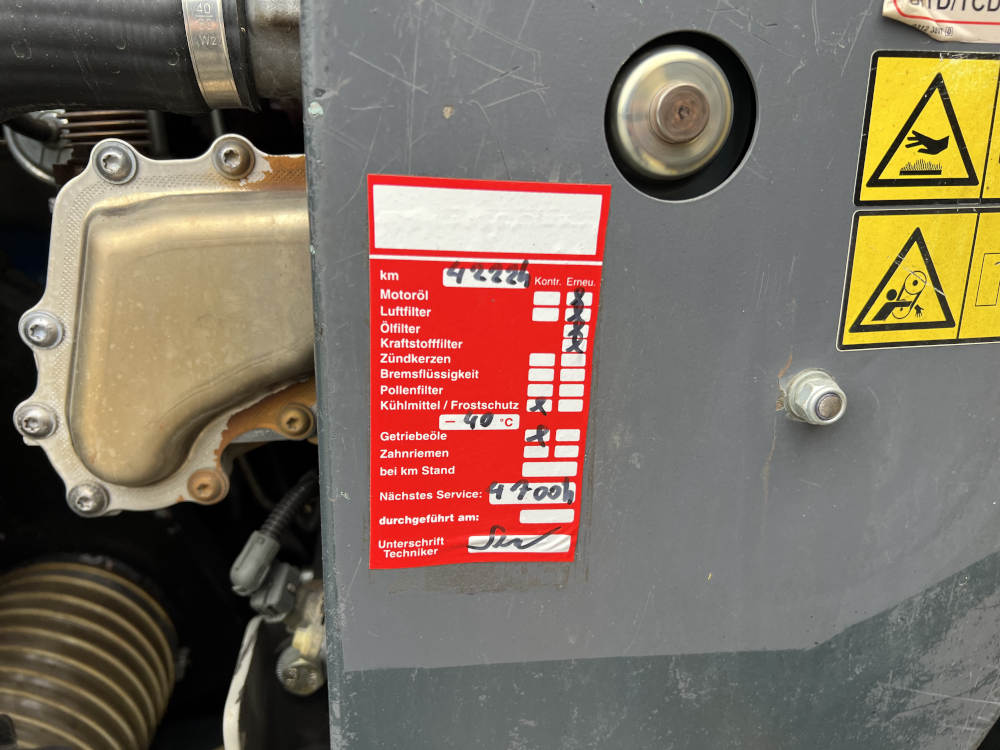 40
W2
km 4222h Kontr. Erneu.
Motoröl x
Luftfilter x
Ölfilter x
Kraftstofffilter x
Zündkerzen
Bremsflüssigkeit
Pollenfilter
Kühlmittel / Frostschutz x
- 40 °C
Getriebeöle x
Zahnriemen
bei km Stand
Nächstes Service: 4700h
durchgeführt am:
Unterschrift
Techniker